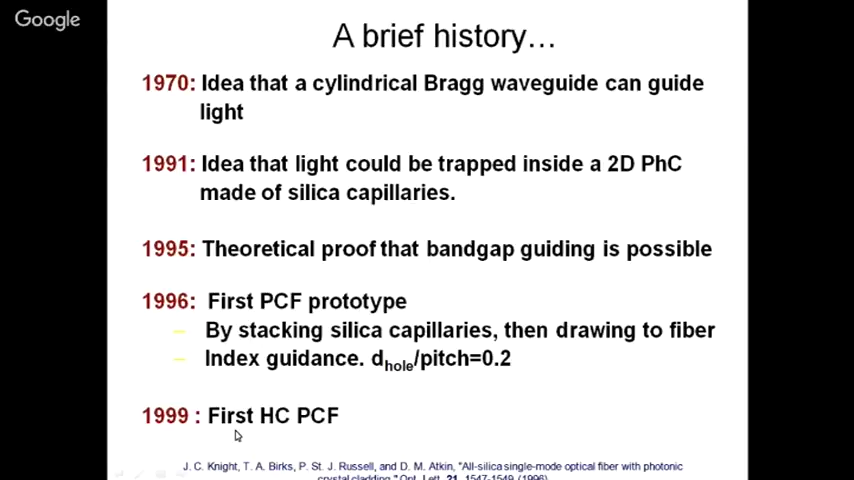 Google
A brief history...
1970: Idea that a cylindrical Bragg waveguide can guide
light
1991: Idea that light could be trapped inside a 2D PhC
made of silica capillaries.
1995: Theoretical proof that bandgap guiding is possible
1996: First PCF prototype
– By stacking silica capillaries, then drawing to fiber
– Index guidance. dhole/pitch=0.2
1999 : First HC PCF
J. C. Knight, T. A. Birks, P. St. J. Russell, and D. M. Atkin, "All-silica single-mode optical fiber with photonic
crystal cladding," Opt. Lett. 21, 1547-1549 (1996)